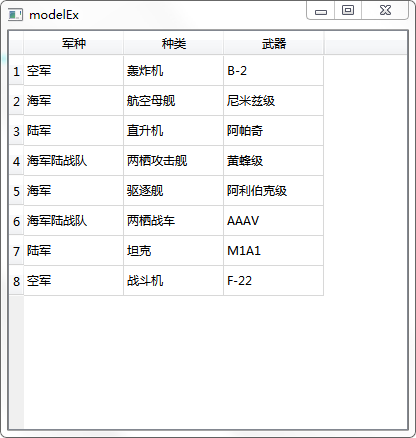 modelEx
军种 种类 武器
1 空军 轰炸机 B-2
2 海军 航空母舰 尼米兹级
3 陆军 直升机 阿帕奇
4 海军陆战队 两栖攻击舰 黄蜂级
5 海军 驱逐舰 阿利伯克级
6 海军陆战队 两栖战车 AAAV
7 陆军 坦克 M1A1
8 空军 战斗机 F-22